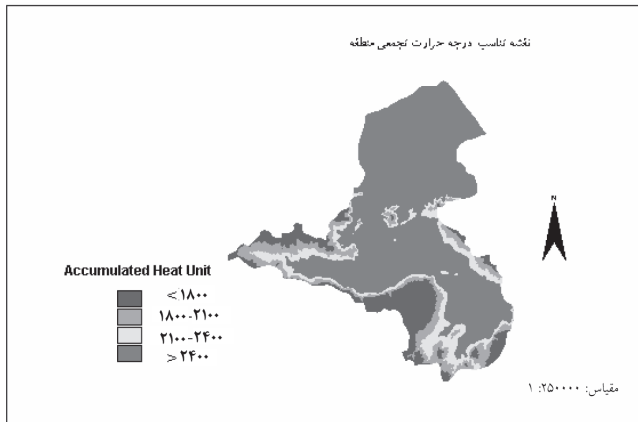 نقشه تناسب درجه حرارت تجمعی منطقه
N
Accumulated Heat Unit
<۱۸۰۰
۱۸۰۰-۲۱۰۰
۲۱۰۰-۲۴۰۰
>۲۴۰۰
مقیاس: ۲۵۰۰۰۰: ۱